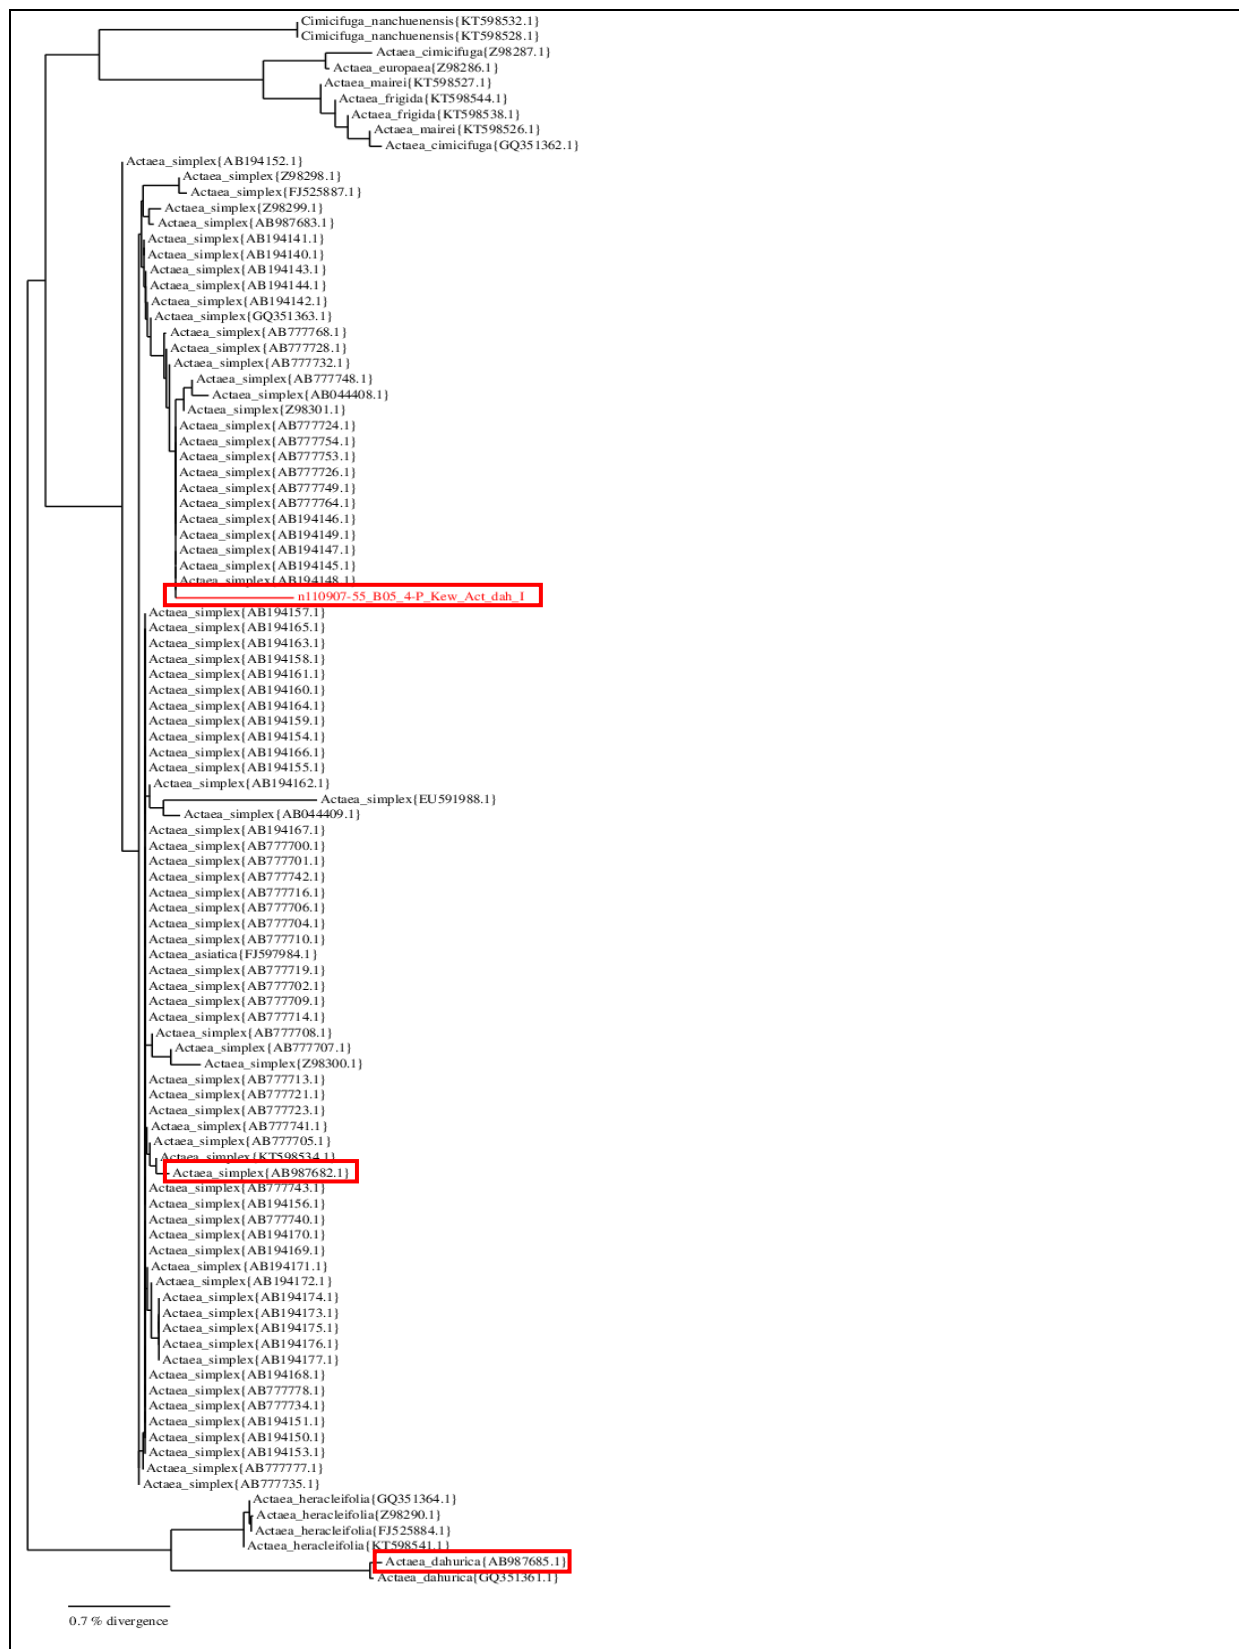 Cimicifuga_nanchuenensis{KT598532.1}
Cimicifuga_nanchuenensis{KT598528.1}
Actaea_cimicifuga{Z98287.1}
Actaea_europaea{Z98286.1}
Actaea_mairei{KT598527.1}
Actaea_frigida{KT598544.1}
Actaea_frigida{KT598538.1}
Actaea_mairei{KT598526.1}
Actaea_cimicifuga{GQ351362.1}
Actaea_simplex{AB194152.1}
Actaea_simplex{Z98298.1}
Actaea_simplex{FJ525887.1}
Actaea_simplex{Z98299.1}
Actaea_simplex{AB987683.1}
Actaea_simplex{AB194141.1}
Actaea_simplex{AB194140.1}
Actaea_simplex{AB194143.1}
Actaea_simplex{AB194144.1}
Actaea_simplex{AB194142.1}
Actaea_simplex{GQ351363.1}
Actaea_simplex{AB777768.1}
Actaea_simplex{AB777728.1}
Actaea_simplex{AB777732.1}
Actaea_simplex{AB777748.1}
Actaea_simplex{AB044408.1}
Actaea_simplex{Z98301.1}
Actaea_simplex{AB777724.1}
Actaea_simplex{AB777754.1}
Actaea_simplex{AB777753.1}
Actaea_simplex{AB777726.1}
Actaea_simplex{AB777749.1}
Actaea_simplex{AB777764.1}
Actaea_simplex{AB194146.1}
Actaea_simplex{AB194149.1}
Actaea_simplex{AB194147.1}
Actaea_simplex{AB194145.1}
Actaea_simplex{AB194148.1}
n110907-55_B05_4-P_Kew_Act_dah_I
Actaea_simplex{AB194157.1}
Actaea_simplex{AB194165.1}
Actaea_simplex{AB194163.1}
Actaea_simplex{AB194158.1}
Actaea_simplex{AB194161.1}
Actaea_simplex{AB194160.1}
Actaea_simplex{AB194164.1}
Actaea_simplex{AB194159.1}
Actaea_simplex{AB194154.1}
Actaea_simplex{AB194166.1}
Actaea_simplex{AB194155.1}
Actaea_simplex{AB194162.1}
Actaea_simplex{EU591988.1}
Actaea_simplex{AB044409.1}
Actaea_simplex{AB194167.1}
Actaea_simplex{AB777700.1}
Actaea_simplex{AB777701.1}
Actaea_simplex{AB777742.1}
Actaea_simplex{AB777716.1}
Actaea_simplex{AB777706.1}
Actaea_simplex{AB777704.1}
Actaea_simplex{AB777710.1}
Actaea_asiatica{FJ597984.1}
Actaea_simplex{AB777719.1}
Actaea_simplex{AB777702.1}
Actaea_simplex{AB777709.1}
Actaea_simplex{AB777714.1}
Actaea_simplex{AB777708.1}
Actaea_simplex{AB777707.1}
Actaea_simplex{Z98300.1}
Actaea_simplex{AB777713.1}
Actaea_simplex{AB777721.1}
Actaea_simplex{AB777723.1}
Actaea_simplex{AB777741.1}
Actaea_simplex{AB777705.1}
Actaea_simplex{KT598534.1}
Actaea_simplex{AB987682.1}
Actaea_simplex{AB777743.1}
Actaea_simplex{AB194156.1}
Actaea_simplex{AB777740.1}
Actaea_simplex{AB194170.1}
Actaea_simplex{AB194169.1}
Actaea_simplex{AB194171.1}
Actaea_simplex{AB194172.1}
Actaea_simplex{AB194174.1}
Actaea_simplex{AB194173.1}
Actaea_simplex{AB194175.1}
Actaea_simplex{AB194176.1}
Actaea_simplex{AB194177.1}
Actaea_simplex{AB194168.1}
Actaea_simplex{AB777778.1}
Actaea_simplex{AB777734.1}
Actaea_simplex{AB194151.1}
Actaea_simplex{AB194150.1}
Actaea_simplex{AB194153.1}
Actaea_simplex{AB777777.1}
Actaea_simplex{AB777735.1}
Actaea_heracleifolia{GQ351364.1}
Actaea_heracleifolia{Z98290.1}
Actaea_heracleifolia{FJ525884.1}
Actaea_heracleifolia{KT598541.1}
Actaea_dahurica{AB987685.1}
Actaea_dahurica{GQ351361.1}
0.7 % divergence